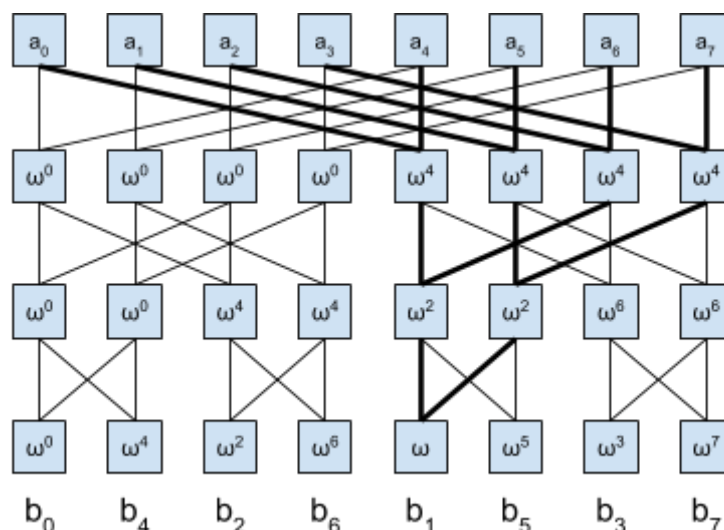 a₀ a₁ a₂ a₃ a₄ a₅ a₆ a₇
ω⁰ ω⁰ ω⁰ ω⁰ ω⁴ ω⁴ ω⁴ ω⁴
ω⁰ ω⁰ ω⁴ ω⁴ ω² ω² ω⁶ ω⁶
ω⁰ ω⁴ ω² ω⁶ ω ω⁵ ω³ ω⁷
b₀ b₄ b₂ b₆ b₁ b₅ b₃ b₇